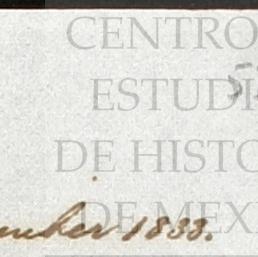 CENTRO
ESTUDI
DE HISTO
DE MEX
mber 1833.